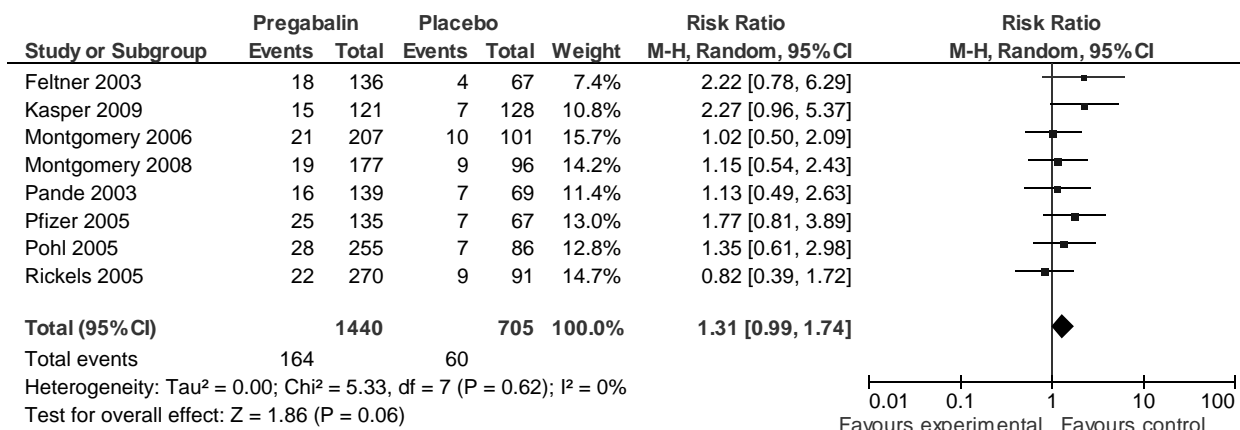 Pregabalin Placebo Risk Ratio Risk Ratio
Study or Subgroup Events Total Events Total Weight M-H, Random, 95% CI M-H, Random, 95% CI
Feltner 2003 18 136 4 67 7.4% 2.22 [0.78, 6.29]
Kasper 2009 15 121 7 128 10.8% 2.27 [0.96, 5.37]
Montgomery 2006 21 207 10 101 15.7% 1.02 [0.50, 2.09]
Montgomery 2008 19 177 9 96 14.2% 1.15 [0.54, 2.43]
Pande 2003 16 139 7 69 11.4% 1.13 [0.49, 2.63]
Pfizer 2005 25 135 7 67 13.0% 1.77 [0.81, 3.89]
Pohl 2005 28 255 7 86 12.8% 1.35 [0.61, 2.98]
Rickels 2005 22 270 9 91 14.7% 0.82 [0.39, 1.72]
Total (95% CI) 1440 705 100.0% 1.31 [0.99, 1.74]
Total events 164 60
Heterogeneity: Tau² = 0.00; Chi² = 5.33, df = 7 (P = 0.62); I² = 0%
Test for overall effect: Z = 1.86 (P = 0.06)
0.01 0.1 1 10 100
Favours experimental Favours control